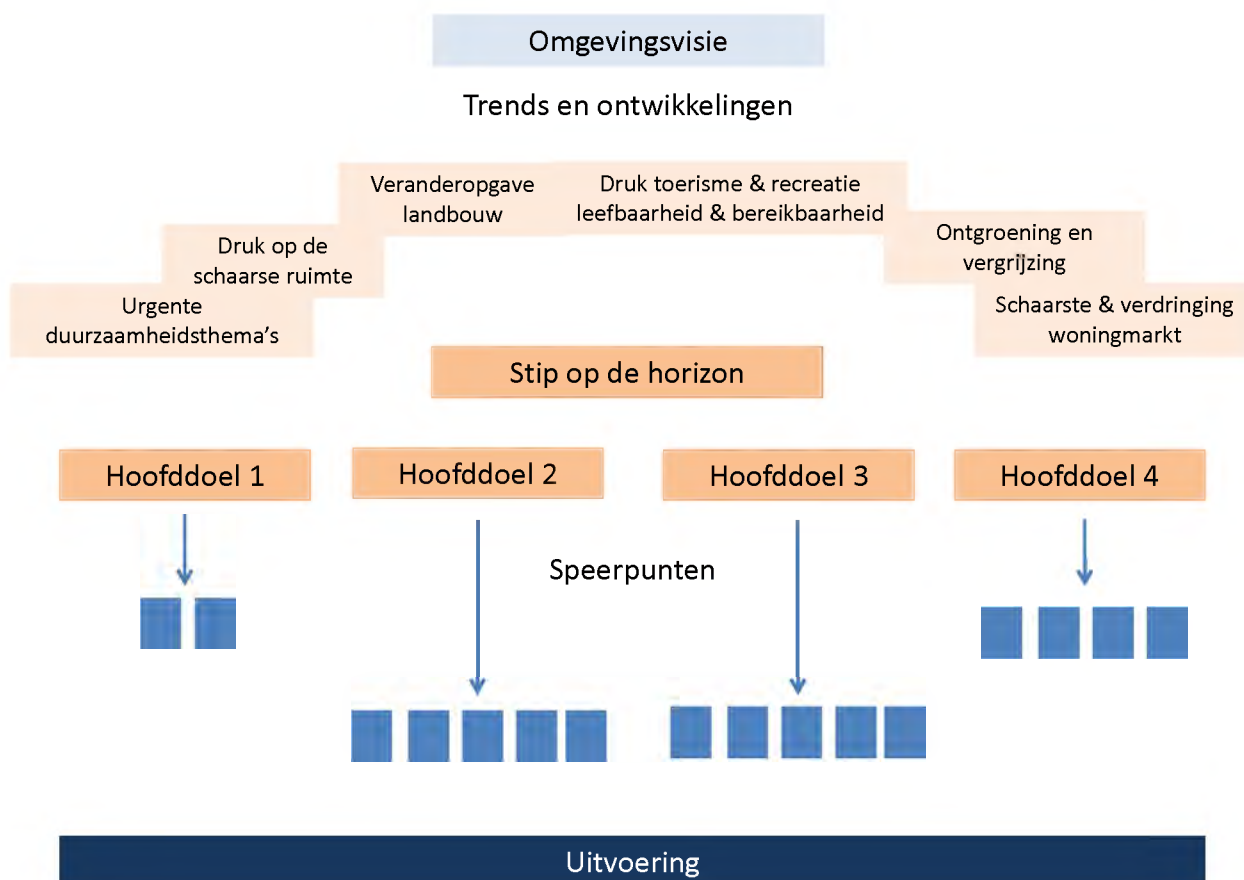 Omgevingsvisie
Trends en ontwikkelingen
Veranderopgave
landbouw
Druk toerisme & recreatie
leefbaarheid & bereikbaarheid
Druk op de
schaarse ruimte
Ontgroening en
vergrijzing
Urgente
duurzaamheidsthema's
Schaarste & verdringing
woningmarkt
Stip op de horizon
Hoofddoel 1
Hoofddoel 2
Hoofddoel 3
Hoofddoel 4
Speerpunten
Uitvoering